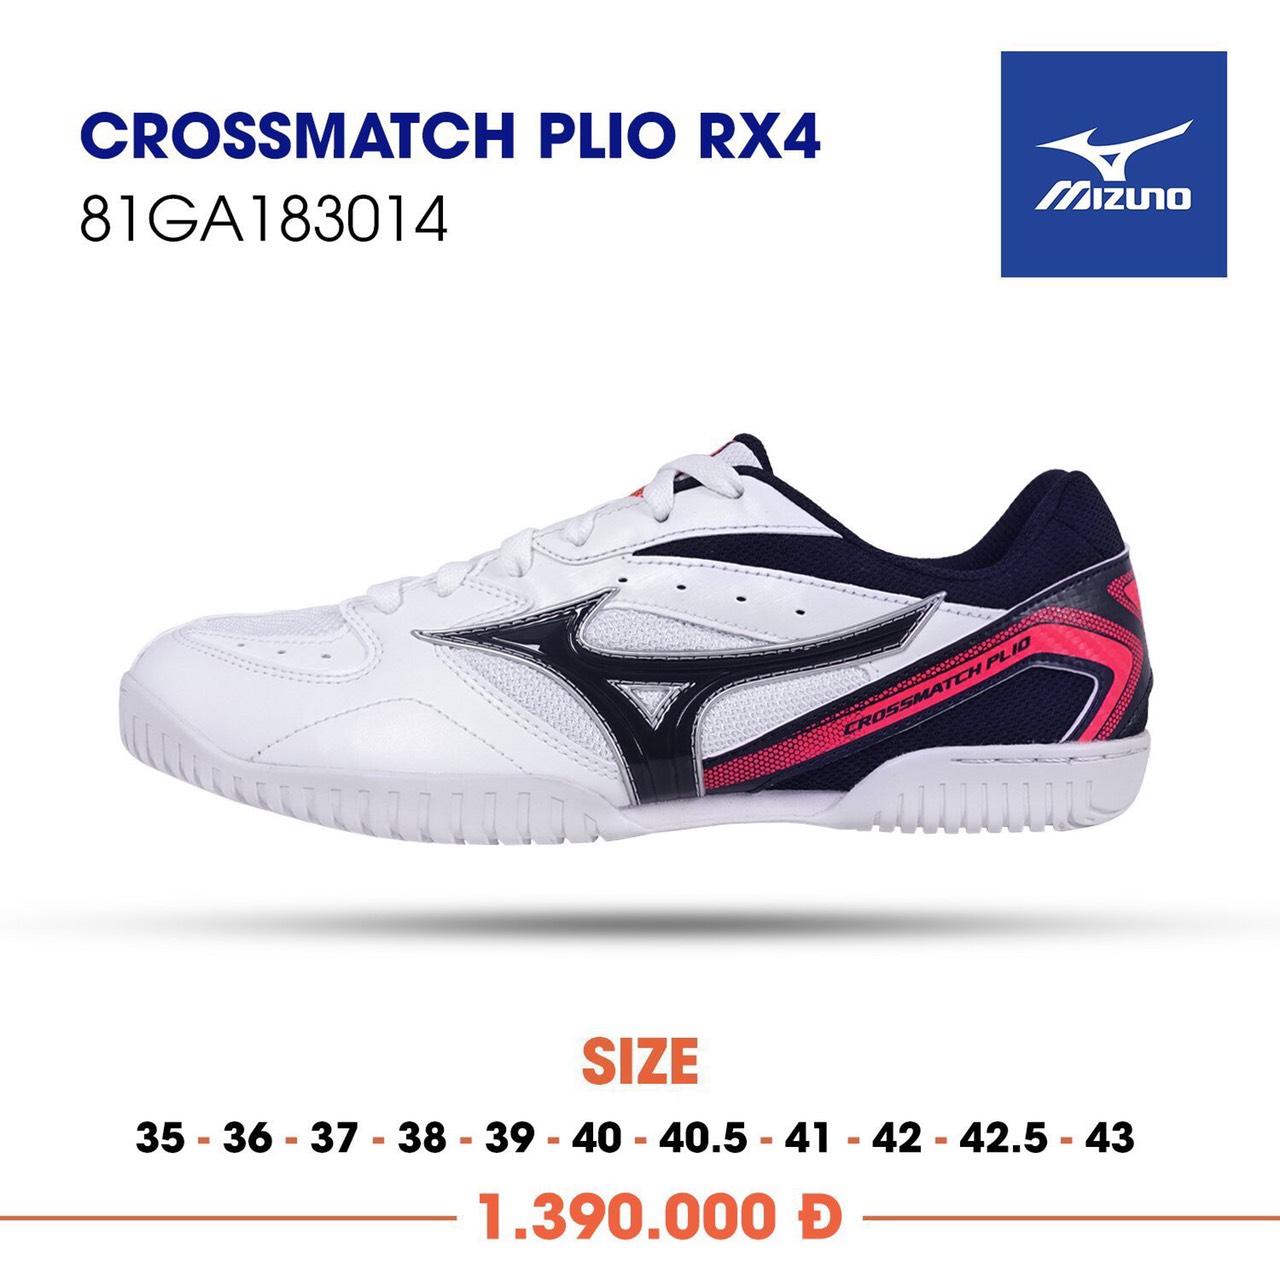 CROSSMATCH PLIO RX4
81GA183014
MIZUNO
CROSSMATCH PLIO
SIZE
35 - 36 - 37 - 38 - 39 - 40 - 40.5 - 41 - 42 - 42.5 - 43
1.390.000 Đ